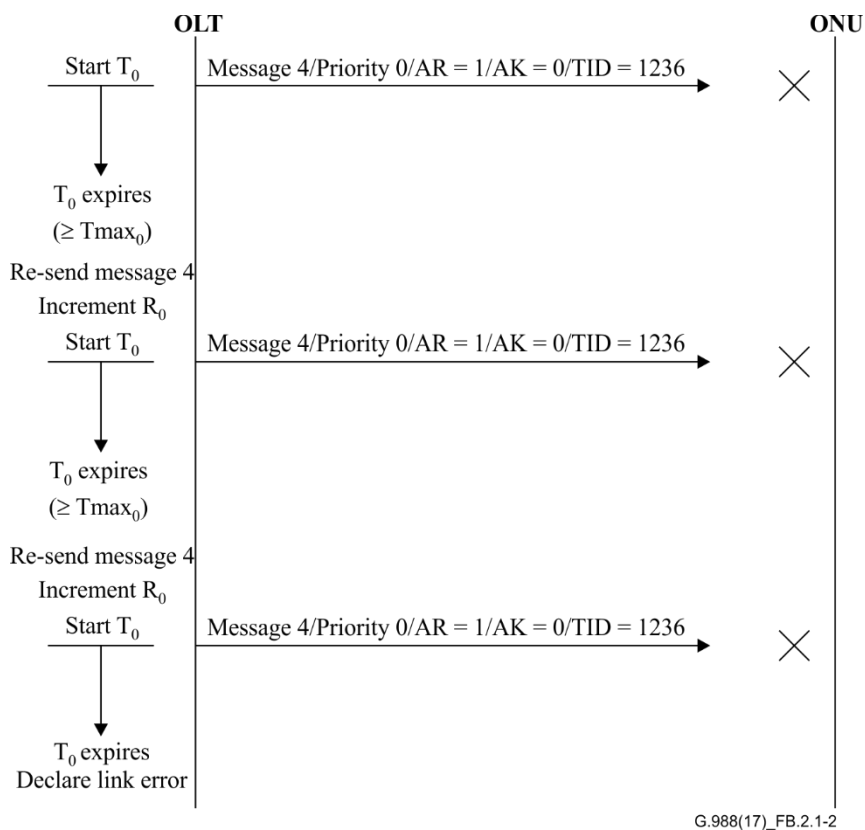 OLT
ONU
Start T₀
Message 4/Priority 0/AR = 1/AK = 0/TID = 1236
T₀ expires
(≥ Tmax₀)
Re-send message 4
Increment R₀
Start T₀
Message 4/Priority 0/AR = 1/AK = 0/TID = 1236
T₀ expires
(≥ Tmax₀)
Re-send message 4
Increment R₀
Start T₀
Message 4/Priority 0/AR = 1/AK = 0/TID = 1236
T₀ expires
Declare link error
G.988(17)_FB.2.1-2